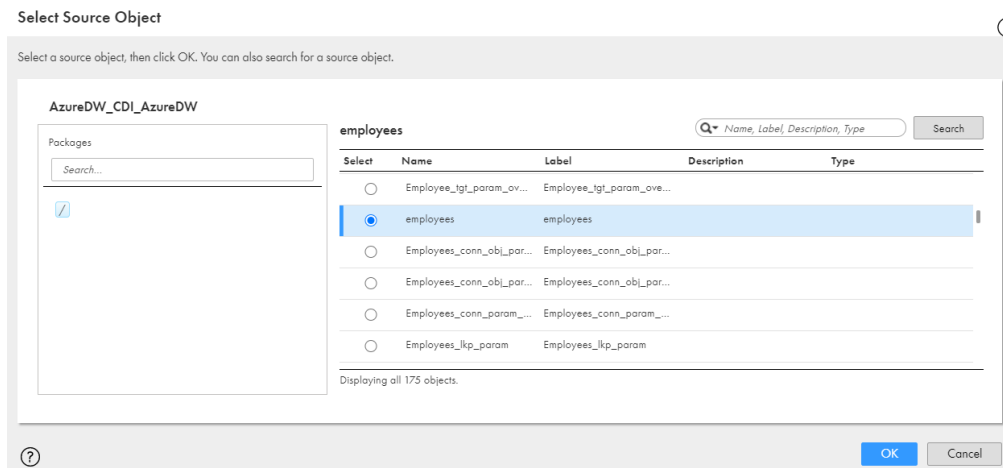 Select Source Object
Select a source object, then click OK. You can also search for a source object.
AzureDW_CDI_AzureDW
Packages
Search...
/
employees
Name, Label, Description, Type
Search
Select Name Label Description Type
Employee_tgt_param_ov... Employee_tgt_param_ove...
employees employees
Employees_conn_obj_par... Employees_conn_obj_par...
Employees_conn_obj_par... Employees_conn_obj_par...
Employees_conn_param_... Employees_conn_param_...
Employees_lkp_param Employees_lkp_param
Displaying all 175 objects.
? OK Cancel